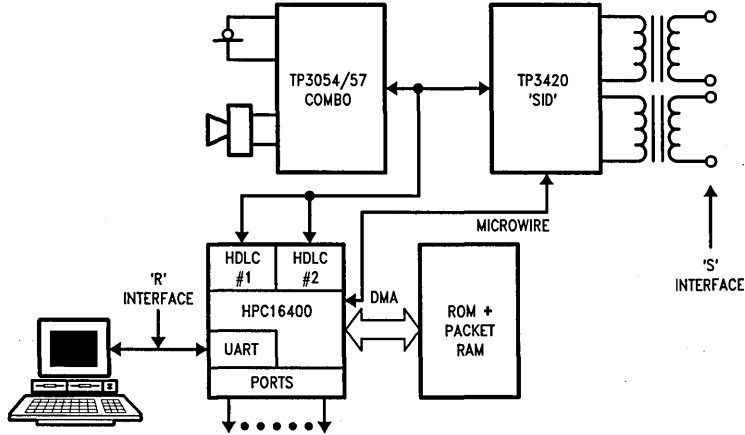 TP3054/57
COMBO
TP3420
'SID'
MICROWIRE
'S'
INTERFACE
HDLC
#1
HDLC
#2
'R'
INTERFACE
HPC16400
DMA
ROM +
PACKET
RAM
UART
PORTS